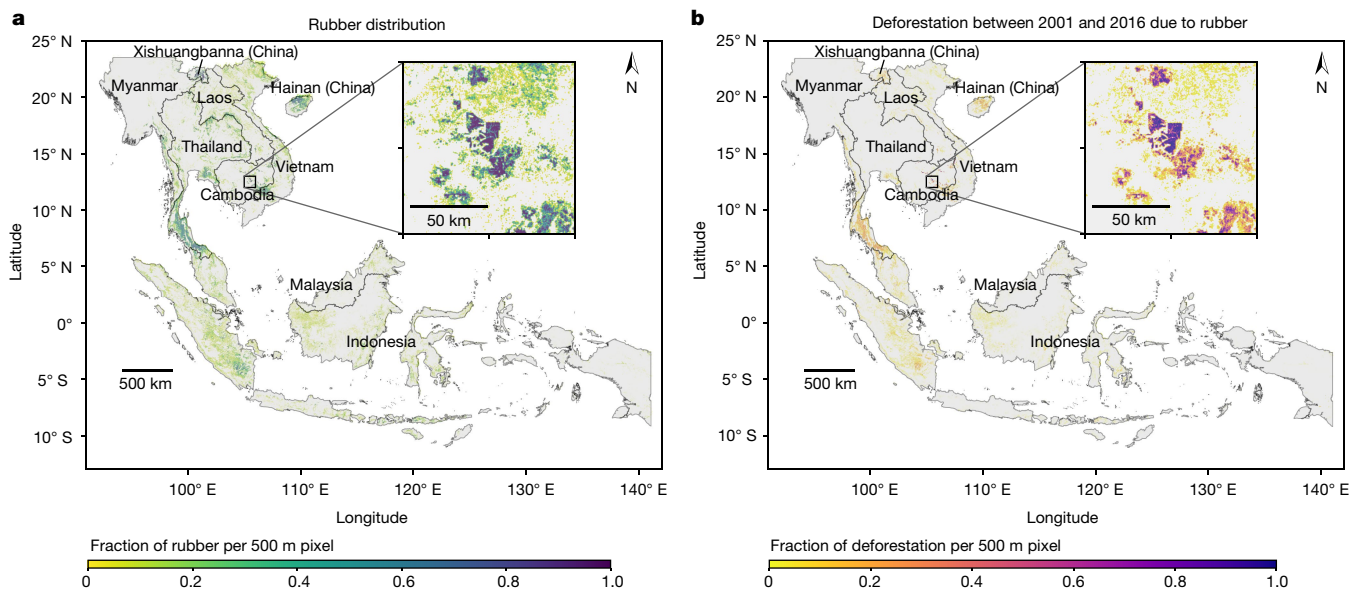 a
Rubber distribution
25° N
20° N
15° N
10° N
5° N
0°
5° S
10° S
Latitude
Xishuangbanna (China)
Myanmar
Laos
Hainan (China)
N
Thailand
Vietnam
Cambodia
50 km
Malaysia
Indonesia
500 km
100° E
110° E
120° E
130° E
140° E
Longitude
Fraction of rubber per 500 m pixel
0
0.2
0.4
0.6
0.8
1.0
b
Deforestation between 2001 and 2016 due to rubber
25° N
20° N
15° N
10° N
5° N
0°
5° S
10° S
Latitude
Xishuangbanna (China)
Myanmar
Laos
Hainan (China)
N
Thailand
Vietnam
Cambodia
50 km
Malaysia
Indonesia
500 km
100° E
110° E
120° E
130° E
140° E
Longitude
Fraction of deforestation per 500 m pixel
0
0.2
0.4
0.6
0.8
1.0